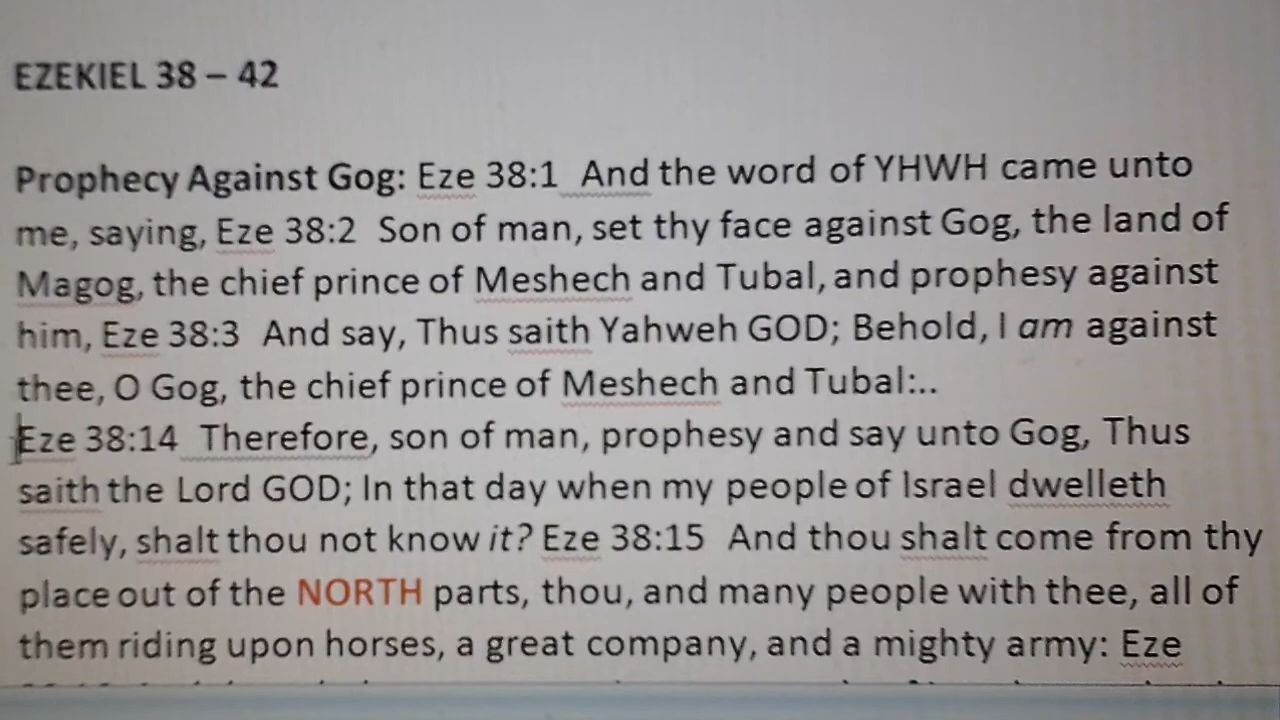 EZEKIEL 38 – 42
Prophecy Against Gog: Eze 38:1 And the word of YHWH came unto
me, saying, Eze 38:2 Son of man, set thy face against Gog, the land of
Magog, the chief prince of Meshech and Tubal, and prophesy against
him, Eze 38:3 And say, Thus saith Yahweh GOD; Behold, I am against
thee, O Gog, the chief prince of Meshech and Tubal:..
Eze 38:14 Therefore, son of man, prophesy and say unto Gog, Thus
saith the Lord GOD; In that day when my people of Israel dwelleth
safely, shalt thou not know it? Eze 38:15 And thou shalt come from thy
place out of the NORTH parts, thou, and many people with thee, all of
them riding upon horses, a great company, and a mighty army: Eze